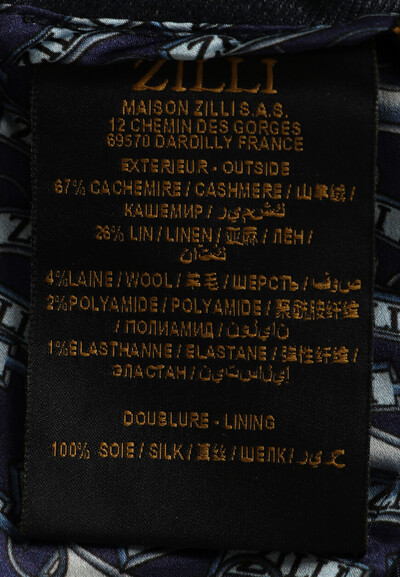 ZILLI
MAISON ZILLI S.A.S.
12 CHEMIN DES GORGES
69570 DARDILLY FRANCE
EXTERIEUR - OUTSIDE
67% CACHEMIRE / CASHMERE / 山羊绒 /
КАШЕМИР / كشمير
26% LIN / LINEN / 亚麻 / ЛЁН /
كتان
4%LAINE / WOOL / 羊毛 / ШЕРСТЬ / صوف
2%POLYAMIDE / POLYAMIDE / 聚酰胺纤维
/ ПОЛИАМИД / نايلون
1%ELASTHANNE / ELASTANE / 弹性纤维 /
ЭЛАСТАН /
DOUBLURE - LINING
100% SOIE / SILK / 真丝 / ШЕЛК / حرير